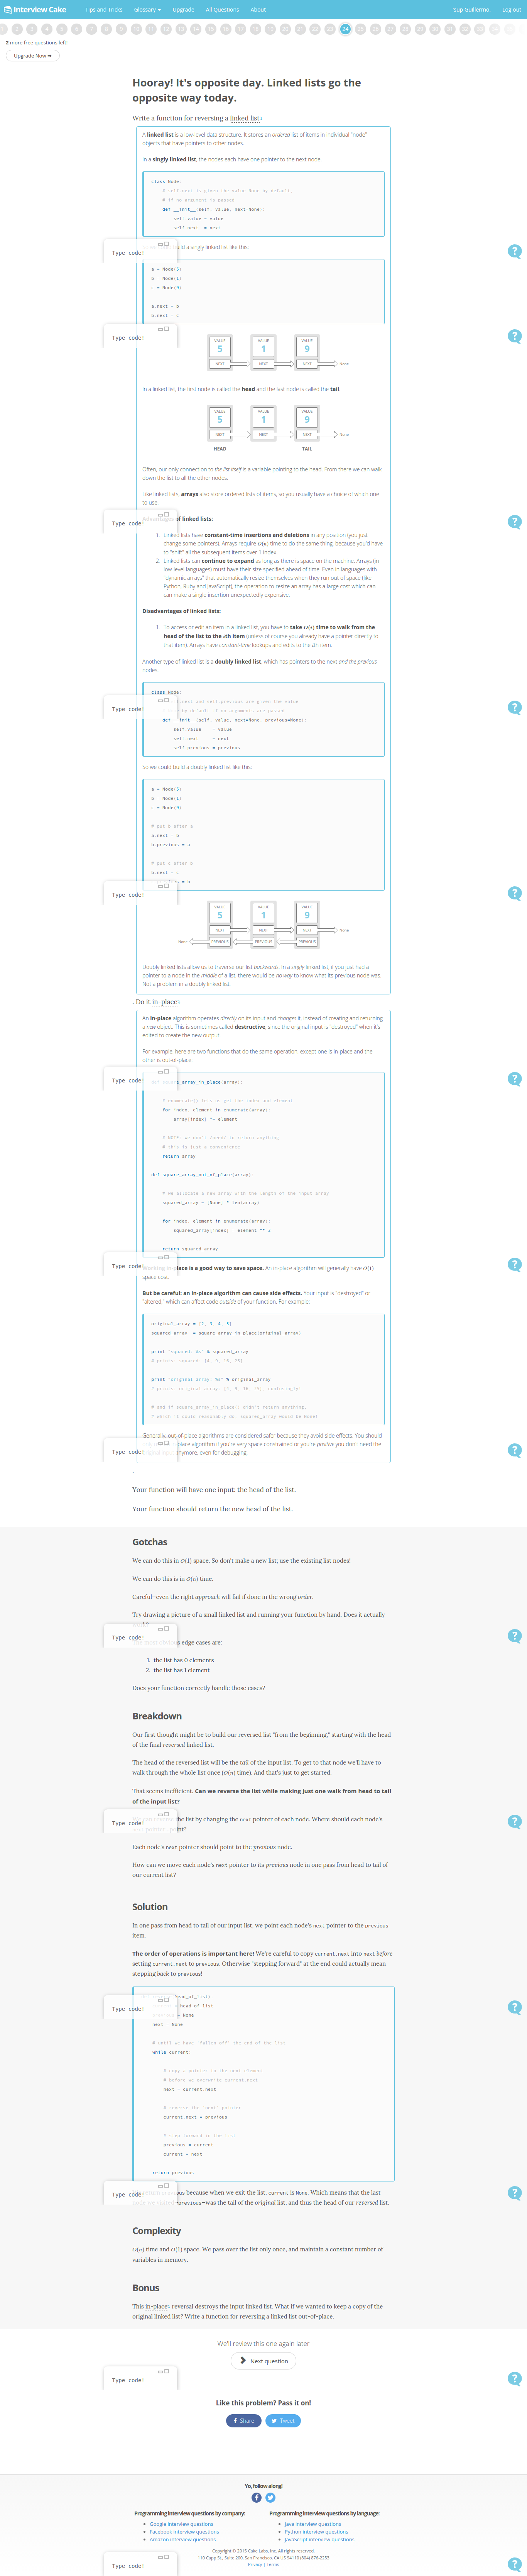 Interview Cake
Tips and Tricks
Glossary
Upgrade
All Questions
About
'sup Guillermo.
Log out
24
2 more free questions left!
Upgrade Now ➡
Hooray! It's opposite day. Linked lists go the
opposite way today.
Write a function for reversing a linked list
A linked list is a low-level data structure. It stores an ordered list of items in individual "node"
objects that have pointers to other nodes.
In a singly linked list, the nodes each have one pointer to the next node.
class Node:
# self.next is given the value None by default,
# if no argument is passed
def __init__(self, value, next=None):
self.value = value
self.next = next
Type code!
build a singly linked list like this:
a = Node(5)
b = Node(1)
c = Node(9)
a.next = b
b.next = c
Type code!
VALUE VALUE VALUE
5 1 9
NEXT NEXT NEXT None
In a linked list, the first node is called the head and the last node is called the tail.
VALUE VALUE VALUE
5 1 9
NEXT NEXT NEXT None
HEAD TAIL
Often, our only connection to the list itself is a variable pointing to the head. From there we can walk
down the list to all the other nodes.
Like linked lists, arrays also store ordered lists of items, so you usually have a choice of which one
to use.
Type code!
Advantages of linked lists:
1. Linked lists have constant-time insertions and deletions in any position (you just
change some pointers). Arrays require O(n) time to do the same thing, because you'd have
to "shift" all the subsequent items over 1 index.
2. Linked lists can continue to expand as long as there is space on the machine. Arrays (in
low-level languages) must have their size specified ahead of time. Even in languages with
"dynamic arrays" that automatically resize themselves when they run out of space (like
Python, Ruby and JavaScript), the operation to resize an array has a large cost which can
can make a single insertion unexpectedly expensive.
Disadvantages of linked lists:
1. To access or edit an item in a linked list, you have to take O(i) time to walk from the
head of the list to the ith item (unless of course you already have a pointer directly to
that item). Arrays have constant-time lookups and edits to the ith item.
Another type of linked list is a doubly linked list, which has pointers to the next and the previous
nodes.
class Node:
next and self.previous are given the value
by default if no arguments are passed
Type code!
def __init__(self, value, next=None, previous=None):
self.value = value
self.next = next
self.previous = previous
So we could build a doubly linked list like this:
a = Node(5)
b = Node(1)
c = Node(9)
# put b after a
a.next = b
b.previous = a
# put c after b
b.next = c
= b
Type code!
VALUE VALUE VALUE
5 1 9
NEXT NEXT NEXT None
None PREVIOUS PREVIOUS PREVIOUS
Doubly linked lists allow us to traverse our list backwards. In a singly linked list, if you just had a
pointer to a node in the middle of a list, there would be no way to know what its previous node was.
Not a problem in a doubly linked list.
. Do it in-place
An in-place algorithm operates directly on its input and changes it, instead of creating and returning
a new object. This is sometimes called destructive, since the original input is "destroyed" when it's
edited to create the new output.
For example, here are two functions that do the same operation, except one is in-place and the
other is out-of-place:
Type code!
_array_in_place(array):
# enumerate() lets us get the index and element
for index, element in enumerate(array):
array[index] *= element
# NOTE: we don't *need* to return anything
# this is just a convenience
return array
def square_array_out_of_place(array):
# we allocate a new array with the length of the input array
squared_array = [None] * len(array)
for index, element in enumerate(array):
squared_array[index] = element ** 2
return squared_array
Type code!
Working in-place is a good way to save space. An in-place algorithm will generally have O(1)
space cost.
But be careful: an in-place algorithm can cause side effects. Your input is "destroyed" or
"altered," which can affect code outside of your function. For example:
original_array = [2, 3, 4, 5]
squared_array = square_array_in_place(original_array)
print "squared: %s" % squared_array
# prints: squared: [4, 9, 16, 25]
print "original array: %s" % original_array
# prints: original array: [4, 9, 16, 25], confusingly!
# and if square_array_in_place() didn't return anything,
# which it could reasonably do, squared_array would be None!
Generally, out-of-place algorithms are considered safer because they avoid side effects. You should
Type code!
place algorithm if you're very space constrained or you're positive you don't need the
anymore, even for debugging.
.
Your function will have one input: the head of the list.
Your function should return the new head of the list.
Gotchas
We can do this in O(1) space. So don't make a new list; use the existing list nodes!
We can do this is in O(n) time.
Careful—even the right approach will fail if done in the wrong order.
Try drawing a picture of a small linked list and running your function by hand. Does it actually
Type code!
edge cases are:
1. the list has 0 elements
2. the list has 1 element
Does your function correctly handle those cases?
Breakdown
Our first thought might be to build our reversed list "from the beginning," starting with the head
of the final reversed linked list.
The head of the reversed list will be the tail of the input list. To get to that node we'll have to
walk through the whole list once (O(n) time). And that's just to get started.
That seems inefficient. Can we reverse the list while making just one walk from head to tail
of the input list?
the list by changing the next pointer of each node. Where should each node's
Type code!
point?
Each node's next pointer should point to the previous node.
How can we move each node's next pointer to its previous node in one pass from head to tail of
our current list?
Solution
In one pass from head to tail of our input list, we point each node's next pointer to the previous
item.
The order of operations is important here! We're careful to copy current.next into next before
setting current.next to previous. Otherwise "stepping forward" at the end could actually mean
stepping back to previous!
head_of_list):
Type code!
head_of_list
= None
next = None
# until we have 'fallen off' the end of the list
while current:
# copy a pointer to the next element
# before we overwrite current.next
next = current.next
# reverse the 'next' pointer
current.next = previous
# step forward in the list
previous = current
current = next
return previous
Type code!
previous because when we exit the list, current is None. Which means that the last
previous—was the tail of the original list, and thus the head of our reversed list.
Complexity
O(n) time and O(1) space. We pass over the list only once, and maintain a constant number of
variables in memory.
Bonus
This in-place reversal destroys the input linked list. What if we wanted to keep a copy of the
original linked list? Write a function for reversing a linked list out-of-place.
We'll review this one again later
Next question
Type code!
Like this problem? Pass it on!
Share
Tweet
Yo, follow along!
Programming interview questions by company:
Google interview questions
Facebook interview questions
Amazon interview questions
Programming interview questions by language:
Java interview questions
Python interview questions
JavaScript interview questions
Copyright © 2015 Cake Labs, Inc. All rights reserved.
110 Capp St., Suite 200, San Francisco, CA US 94110 (804) 876-2253
Privacy | Terms
Type code!